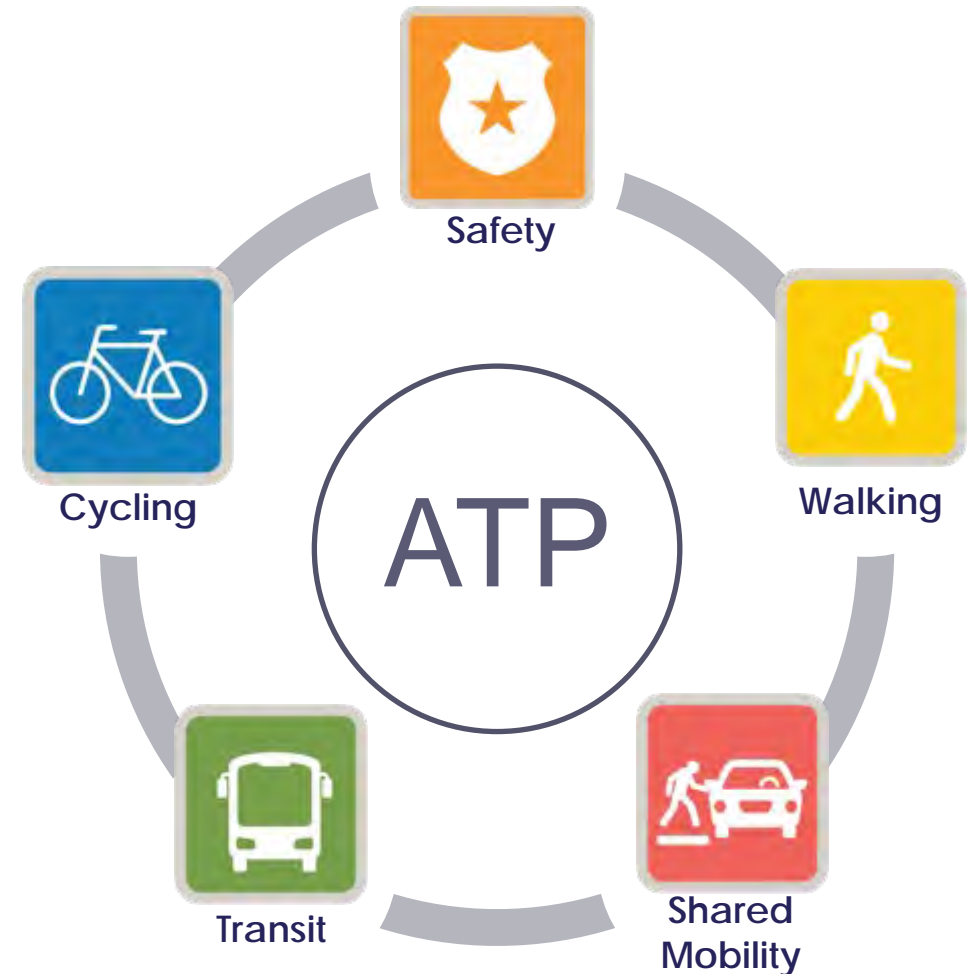 Safety
Cycling
Walking
ATP
Transit
Shared
Mobility